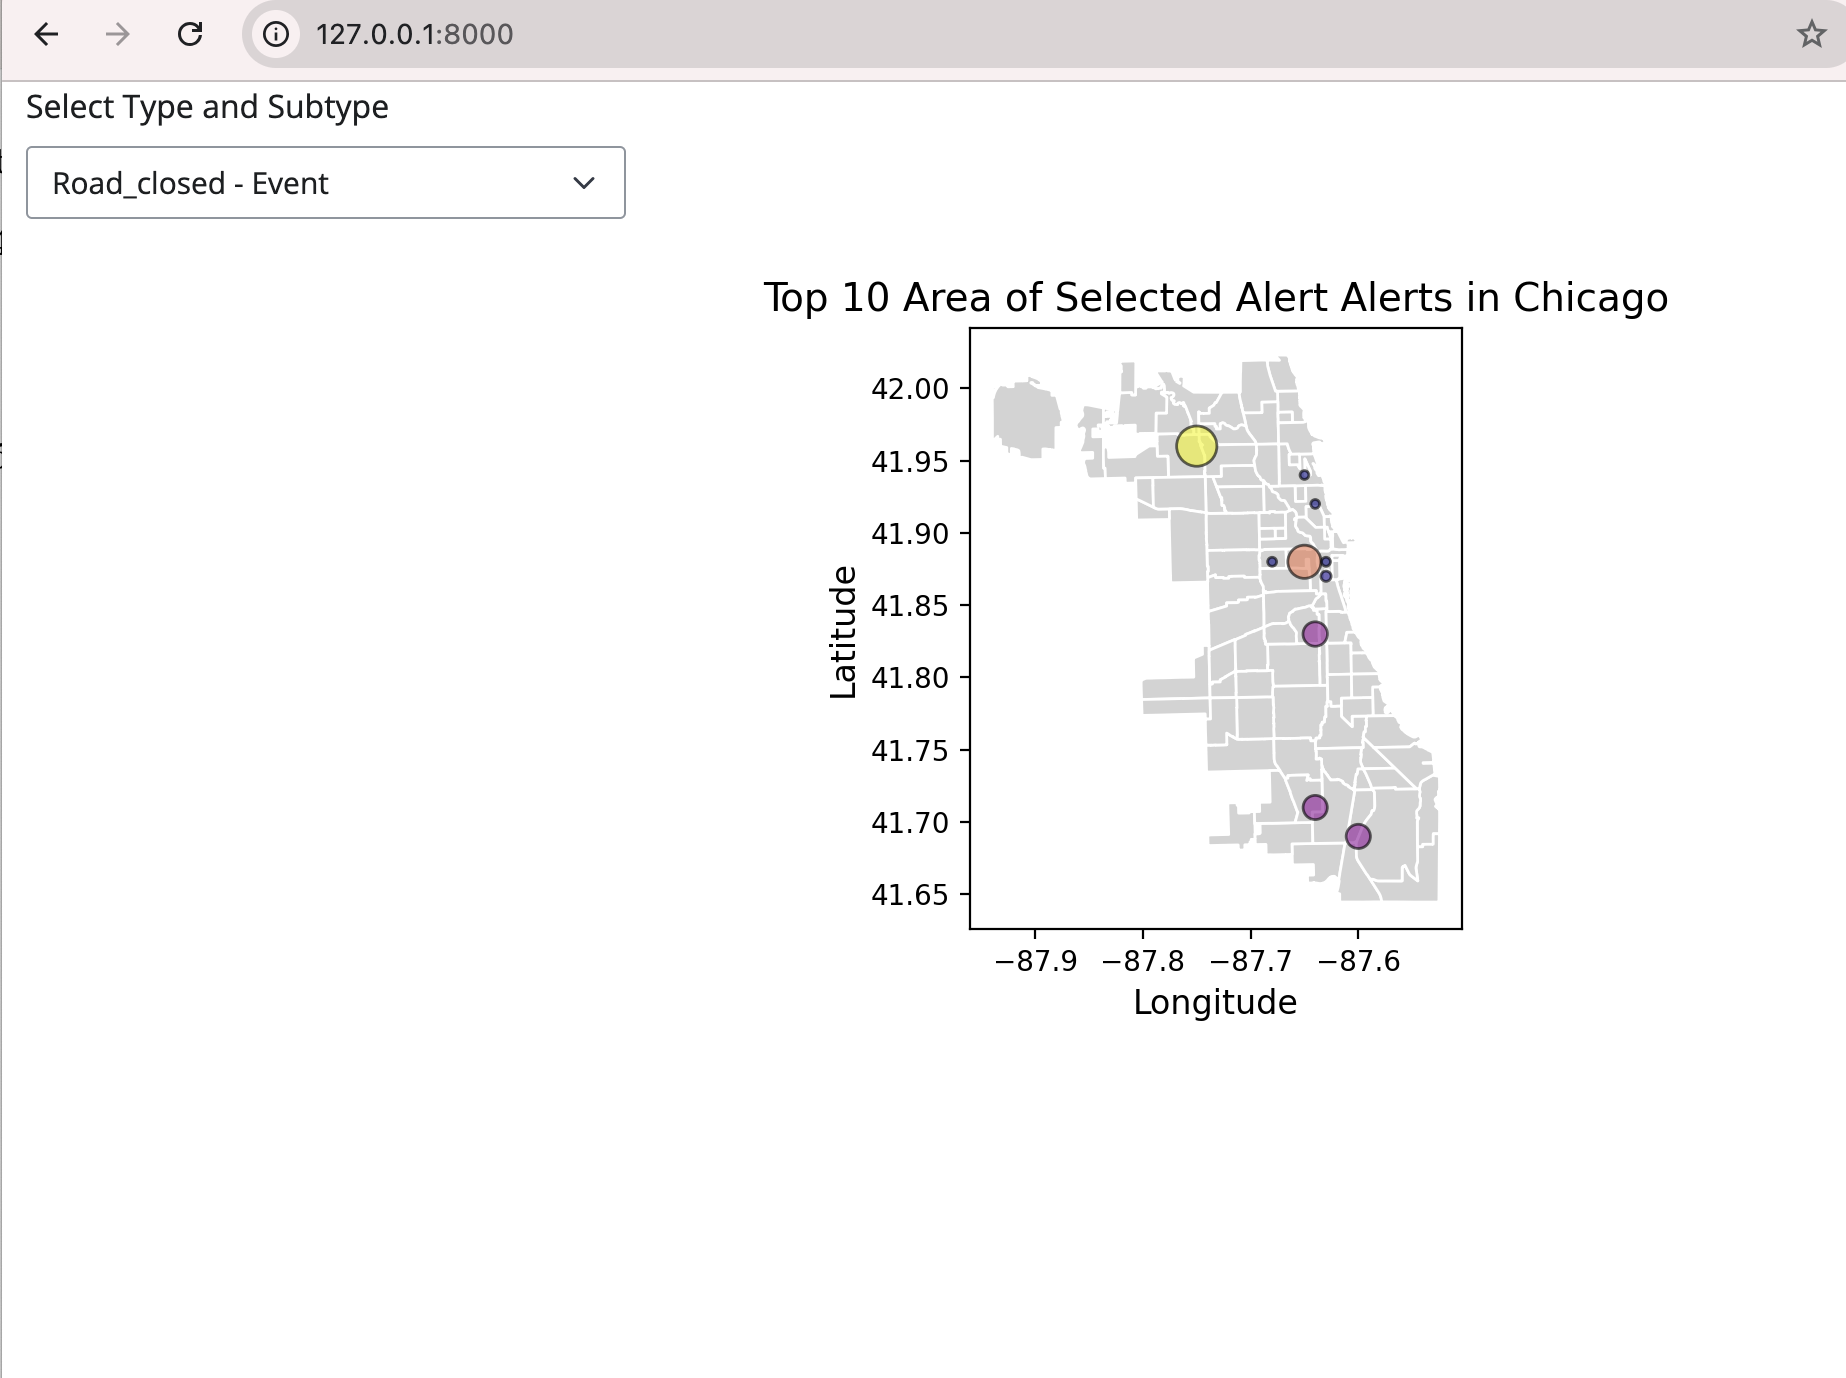 127.0.0.1:8000
Select Type and Subtype
Road_closed - Event
Top 10 Area of Selected Alert Alerts in Chicago
42.00
41.95
41.90
41.85
41.80
41.75
41.70
41.65
Latitude
−87.9 −87.8 −87.7 −87.6
Longitude